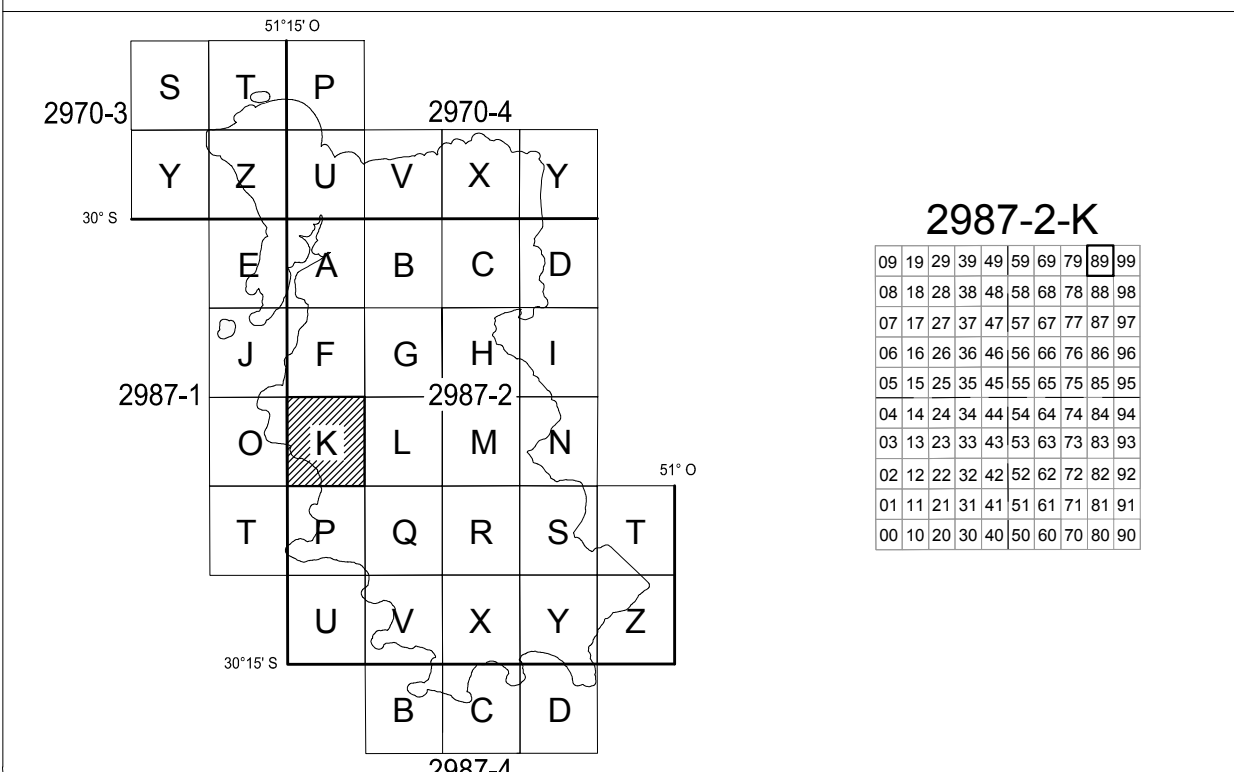 51°15' O
S T P
2970-3 2970-4
Y Z U V X Y
30° S
E A B C D
J F G H I
2987-1 2987-2
O K L M N
51° O
T P Q R S T
U V X Y Z
30°15' S
B C D
2987-4
2987-2-K
09 19 29 39 49 59 69 79 89 99
08 18 28 38 48 58 68 78 88 98
07 17 27 37 47 57 67 77 87 97
06 16 26 36 46 56 66 76 86 96
05 15 25 35 45 55 65 75 85 95
04 14 24 34 44 54 64 74 84 94
03 13 23 33 43 53 63 73 83 93
02 12 22 32 42 52 62 72 82 92
01 11 21 31 41 51 61 71 81 91
00 10 20 30 40 50 60 70 80 90